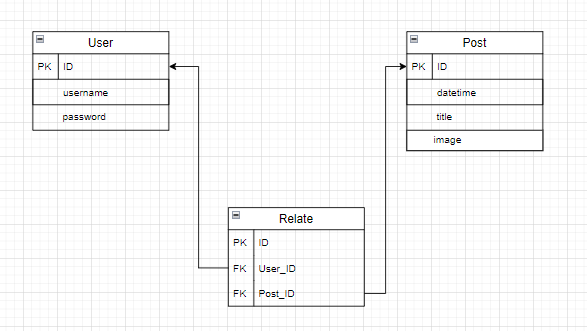 User
PK ID
username
password
Post
PK ID
datetime
title
image
Relate
PK ID
FK User_ID
FK Post_ID